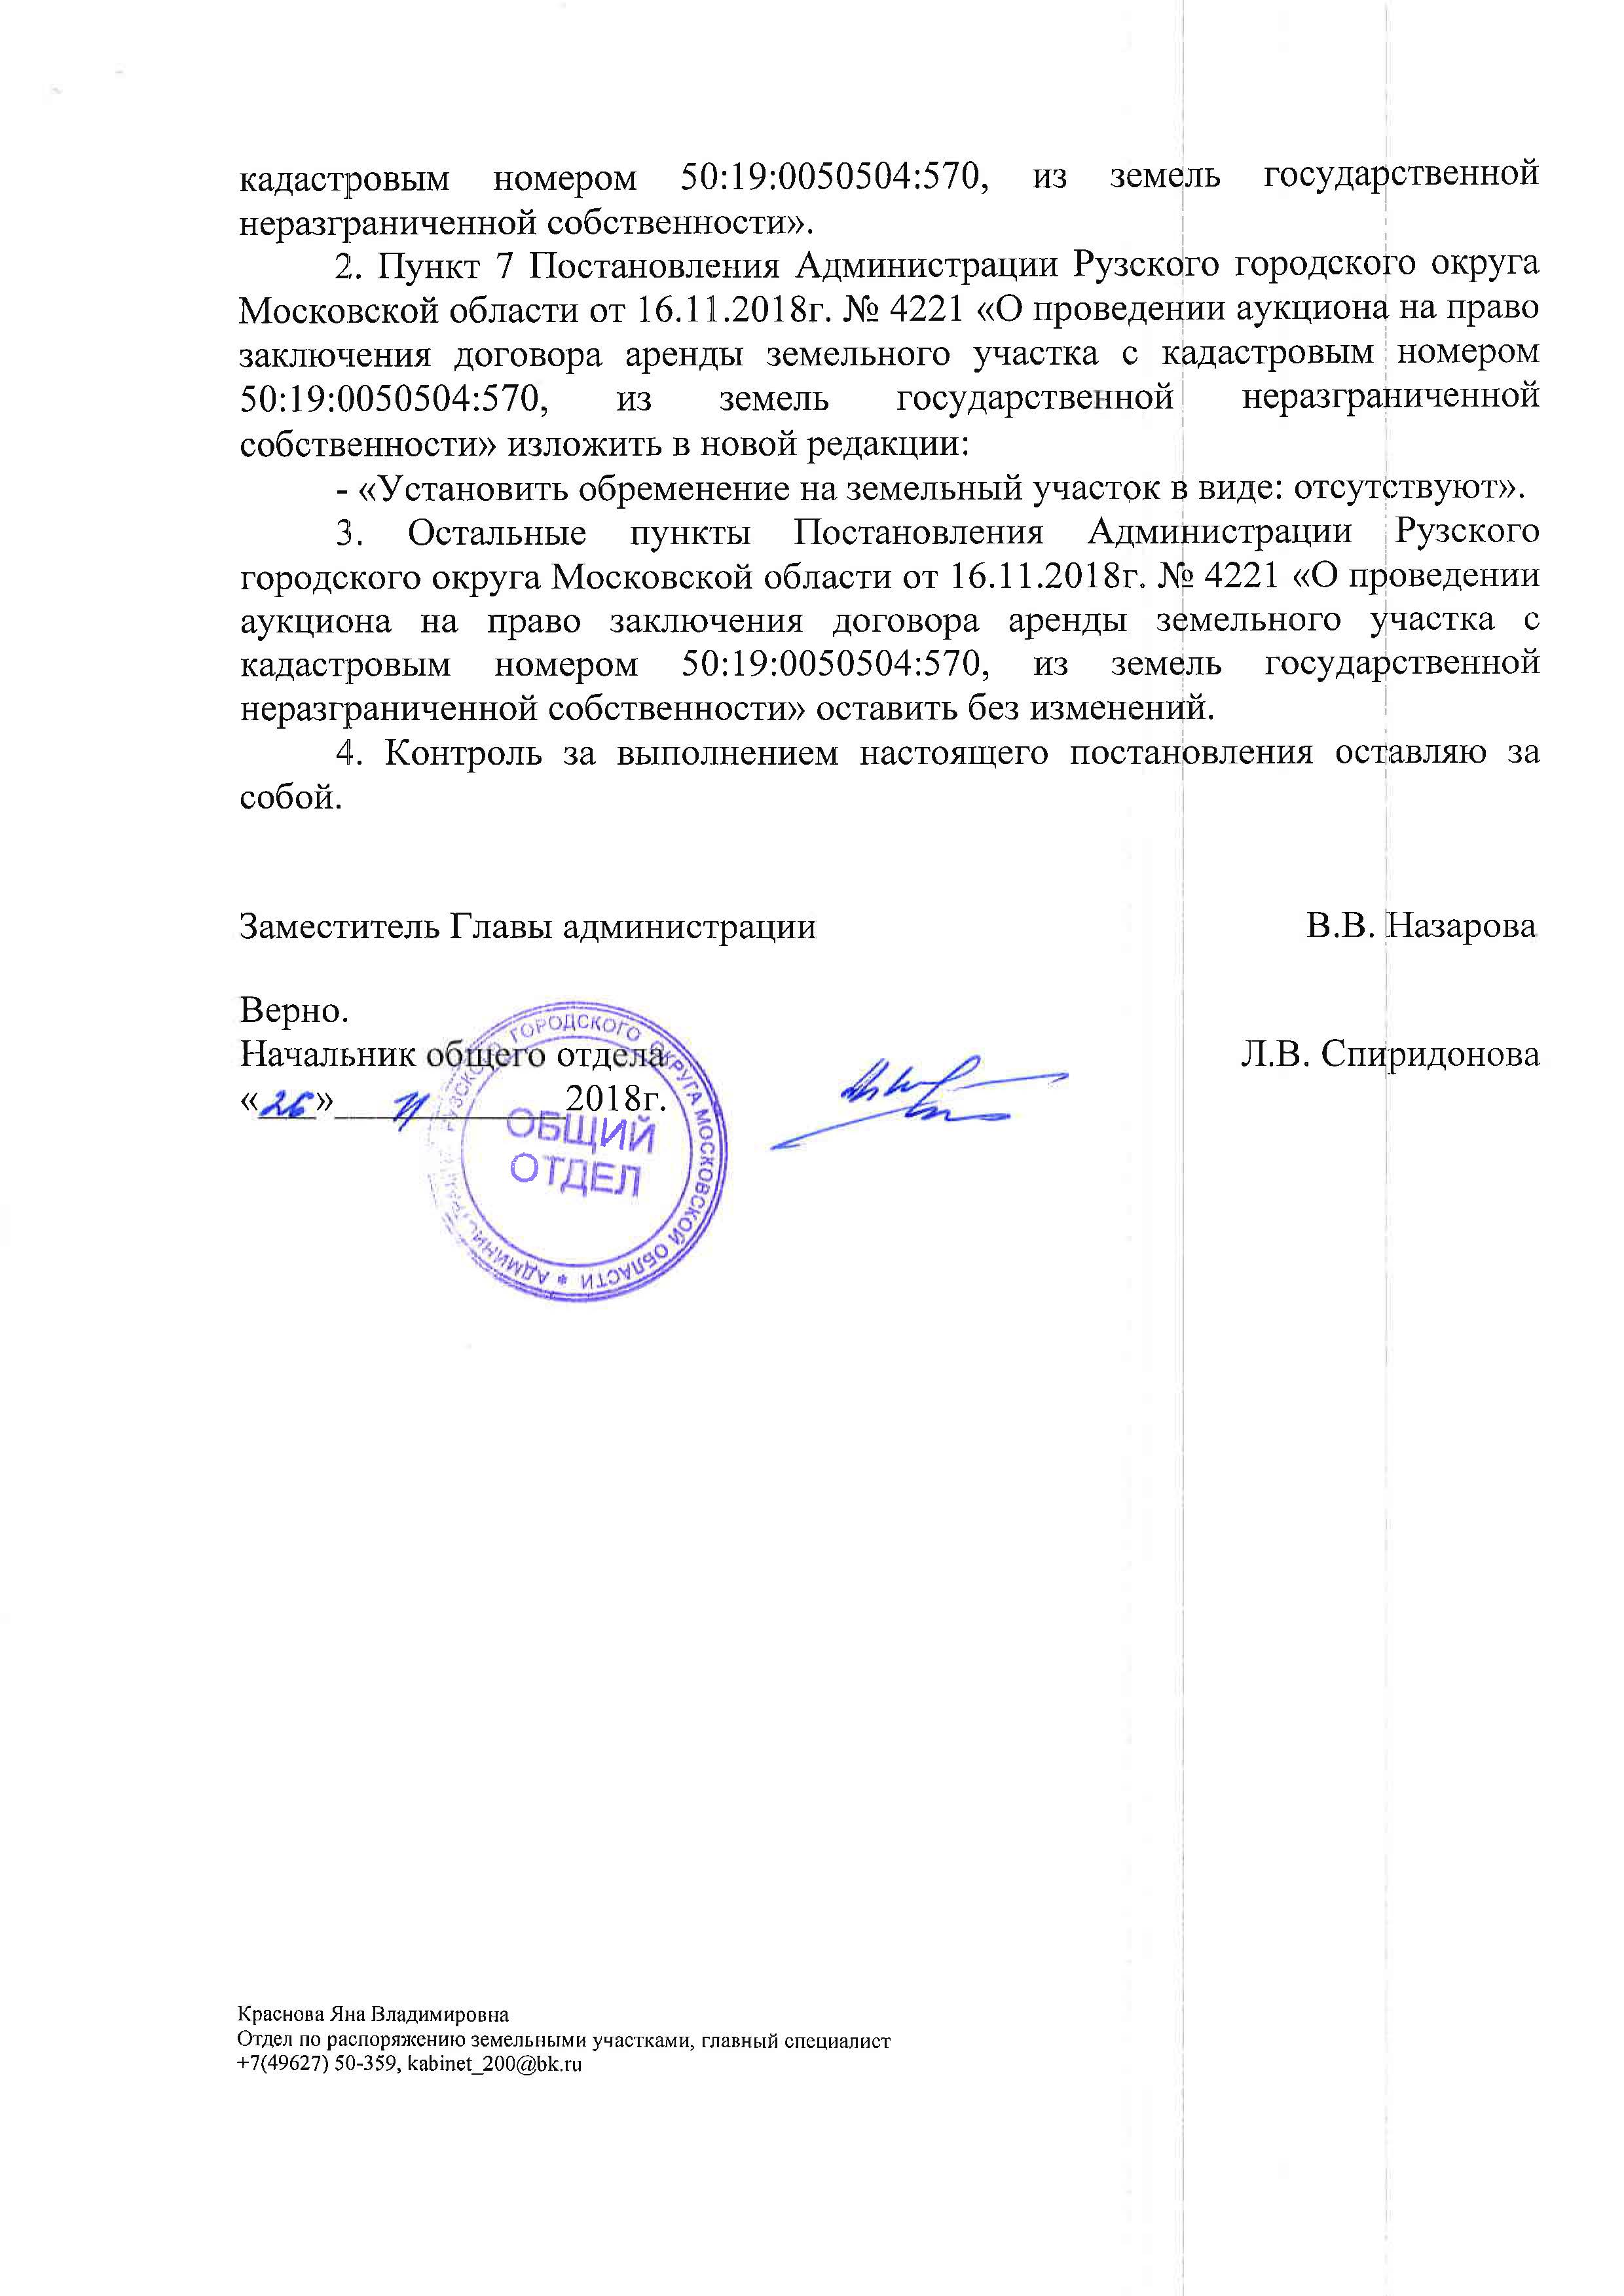 кадастровым номером 50:19:0050504:570, из земель государственной
неразграниченной собственности».
2. Пункт 7 Постановления Администрации Рузского городского округа
Московской области от 16.11.2018г. № 4221 «О проведении аукциона на право
заключения договора аренды земельного участка с кадастровым номером
50:19:0050504:570, из земель государственной неразграниченной
собственности» изложить в новой редакции:
- «Установить обременение на земельный участок в виде: отсутствуют».
3. Остальные пункты Постановления Администрации Рузского
городского округа Московской области от 16.11.2018г. № 4221 «О проведении
аукциона на право заключения договора аренды земельного участка с
кадастровым номером 50:19:0050504:570, из земель государственной
неразграниченной собственности» оставить без изменений.
4. Контроль за выполнением настоящего постановления оставляю за
собой.
Заместитель Главы администрации В.В. Назарова
Верно.
Начальник общего отдела Л.В. Спиридонова
«26» 11 2018г.
РУЗСКОГО ГОРОДСКОГО ОКРУГА МОСКОВСКОЙ ОБЛАСТИ *
ОБЩИЙ
ОТДЕЛ
Краснова Яна Владимировна
Отдел по распоряжению земельными участками, главный специалист
+7(49627) 50-359, kabinet_200@bk.ru